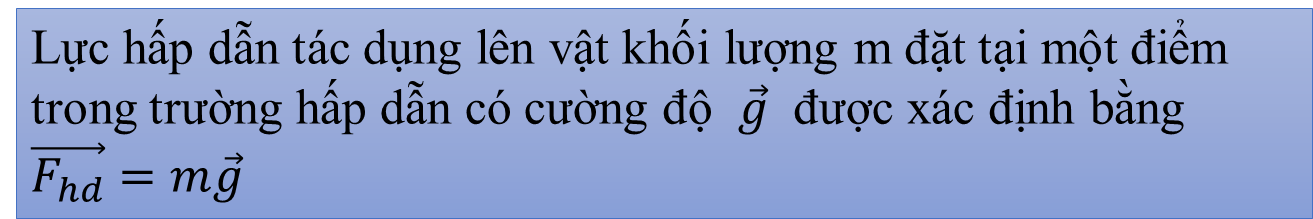 Lực hấp dẫn tác dụng lên vật khối lượng m đặt tại một điểm
trong trường hấp dẫn có cường độ g⃗ được xác định bằng
$\overrightarrow{F_{hd}} = m\vec{g}$